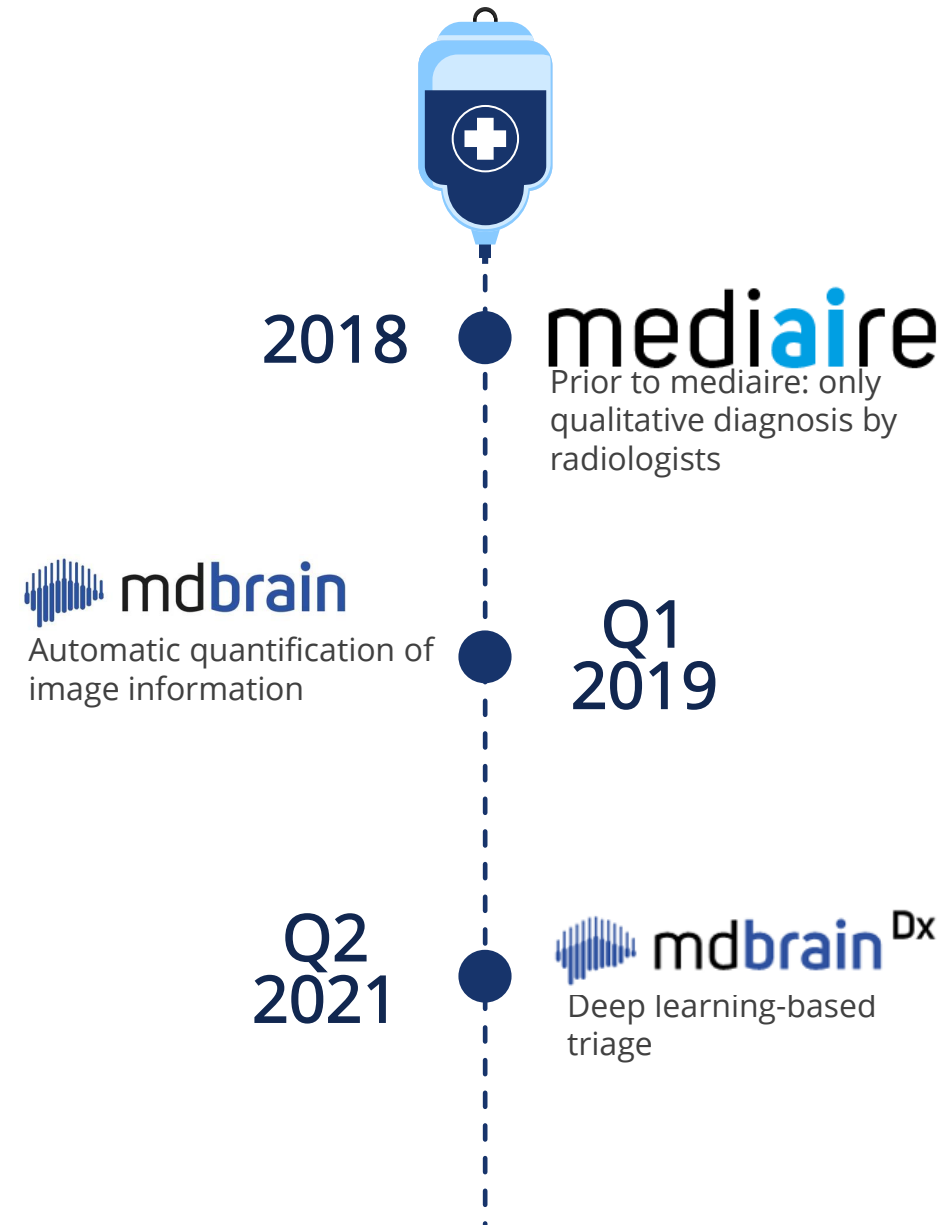 2018
mediaire
Prior to mediaire: only
qualitative diagnosis by
radiologists
mdbrain
Automatic quantification of
image information
Q1
2019
Q2
2021
mdbrain Dx
Deep learning-based
triage